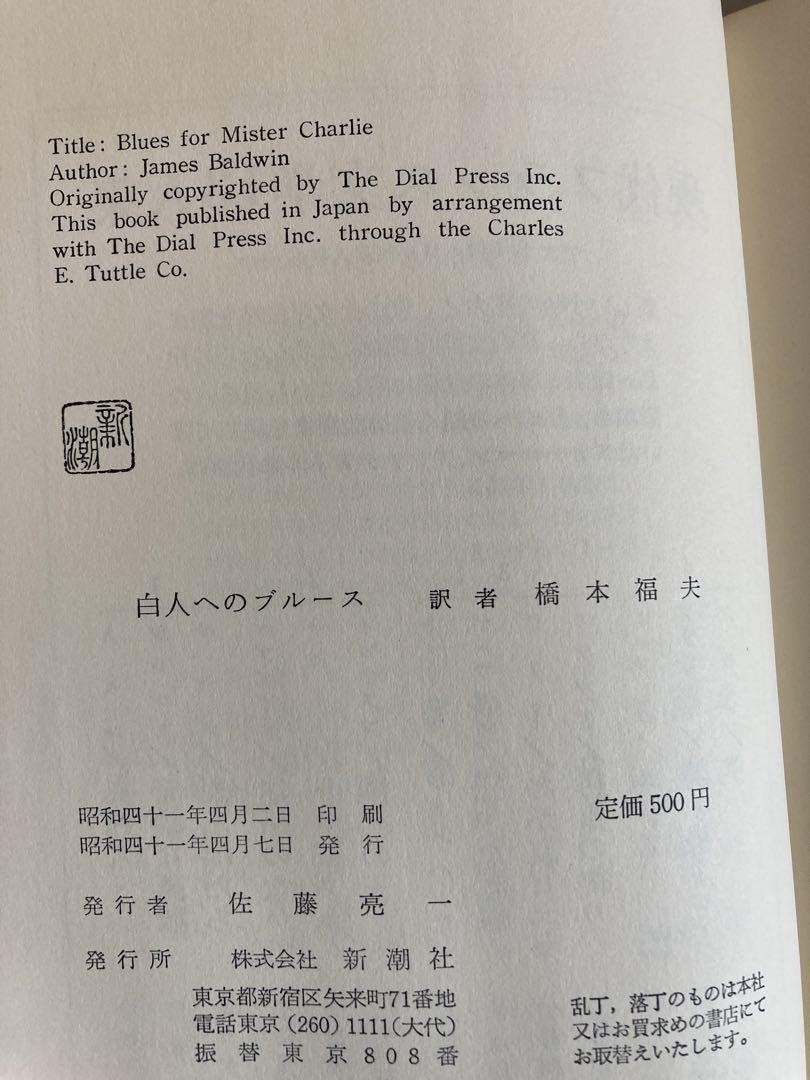 Title: Blues for Mister Charlie
Author: James Baldwin
Originally copyrighted by The Dial Press Inc.
This book published in Japan by arrangement
with The Dial Press Inc. through the Charles
E. Tuttle Co.
新潮
白人へのブルース 訳者 橋本福夫
昭和四十一年四月二日 印刷
昭和四十一年四月七日 発行
定価500円
発行者 佐藤亮一
発行所 株式会社 新潮社
東京都新宿区矢来町71番地
電話東京(260)1111(大代)
振替東京808番
乱丁，落丁のものは本社
又はお買求めの書店にて
お取替えいたします。